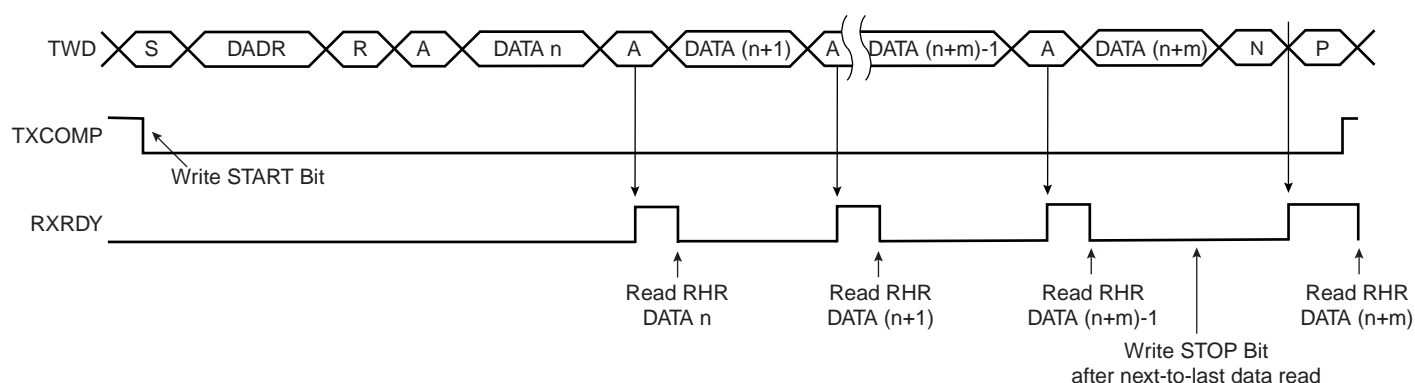 TWD S DADR R A DATA n A DATA (n+1) A DATA (n+m)-1 A DATA (n+m) N P
TXCOMP
Write START Bit
RXRDY
Read RHR
DATA n
Read RHR
DATA (n+1)
Read RHR
DATA (n+m)-1
Read RHR
DATA (n+m)
Write STOP Bit
after next-to-last data read